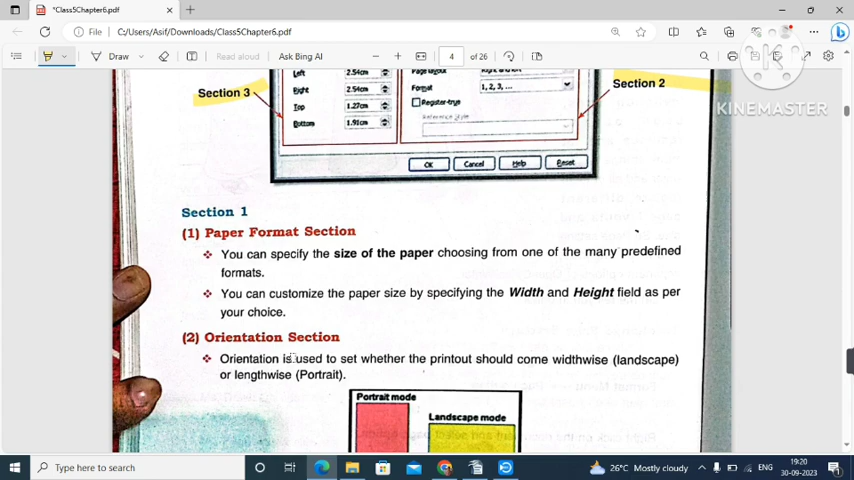 *Class5Chapter6.pdf
File
C:/Users/Asif/Downloads/Class5Chapter6.pdf
Draw
Read aloud
Ask Bing AI
4 of 26
KINEMASTER
Left 2.54cm
Right 2.54cm
Top 1.27cm
Bottom 1.91cm
Page layout
Format 1, 2, 3, ...
Register-true
Reference Style
Section 3
Section 2
OK Cancel Help Reset
Section 1
(1) Paper Format Section
You can specify the size of the paper choosing from one of the many predefined
formats.
You can customize the paper size by specifying the Width and Height field as per
your choice.
(2) Orientation Section
Orientation is used to set whether the printout should come widthwise (landscape)
or lengthwise (Portrait).
Portrait mode
Landscape mode
Type here to search
26°C Mostly cloudy
ENG
19:20
30-09-2023